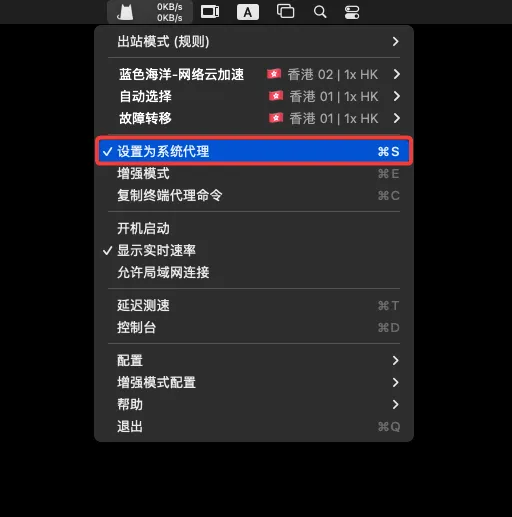 0KB/s
0KB/s
A
出站模式 (规则)
蓝色海洋-网络云加速 🇭🇰 香港 02 | 1x HK
自动选择 🇭🇰 香港 01 | 1x HK
故障转移 🇭🇰 香港 01 | 1x HK
✓ 设置为系统代理 ⌘S
增强模式 ⌘E
复制终端代理命令 ⌘C
开机启动
✓ 显示实时速率
允许局域网连接
延迟测速 ⌘T
控制台 ⌘D
配置
增强模式配置
帮助
退出 ⌘Q